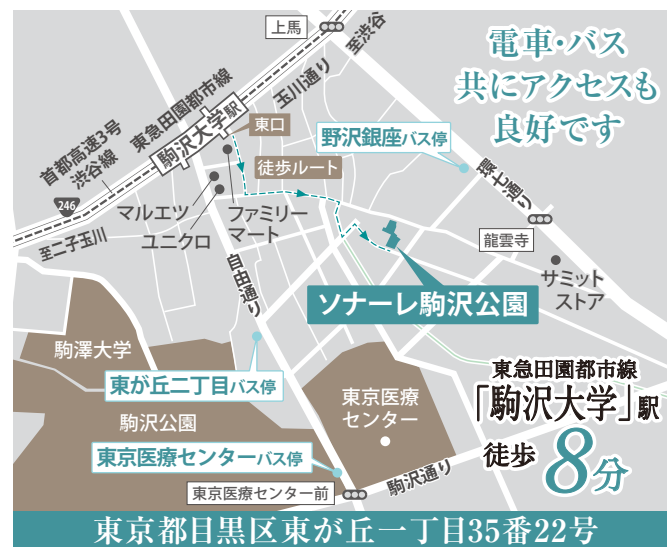 上馬
至渋谷
電車・バス
共にアクセスも
良好です
玉川通り
東急田園都市線
駒沢大学駅
東口
首都高速3号
渋谷線
野沢銀座バス停
徒歩ルート
環七通り
246
マルエツ
ユニクロ
ファミリー
マート
至二子玉川
龍雲寺
サミット
ストア
自由通り
ソナーレ駒沢公園
駒澤大学
東が丘二丁目バス停
東急田園都市線
「駒沢大学」駅
徒歩8分
駒沢公園
東京医療
センター
東京医療センターバス停
駒沢通り
東京医療センター前
東京都目黒区東が丘一丁目35番22号